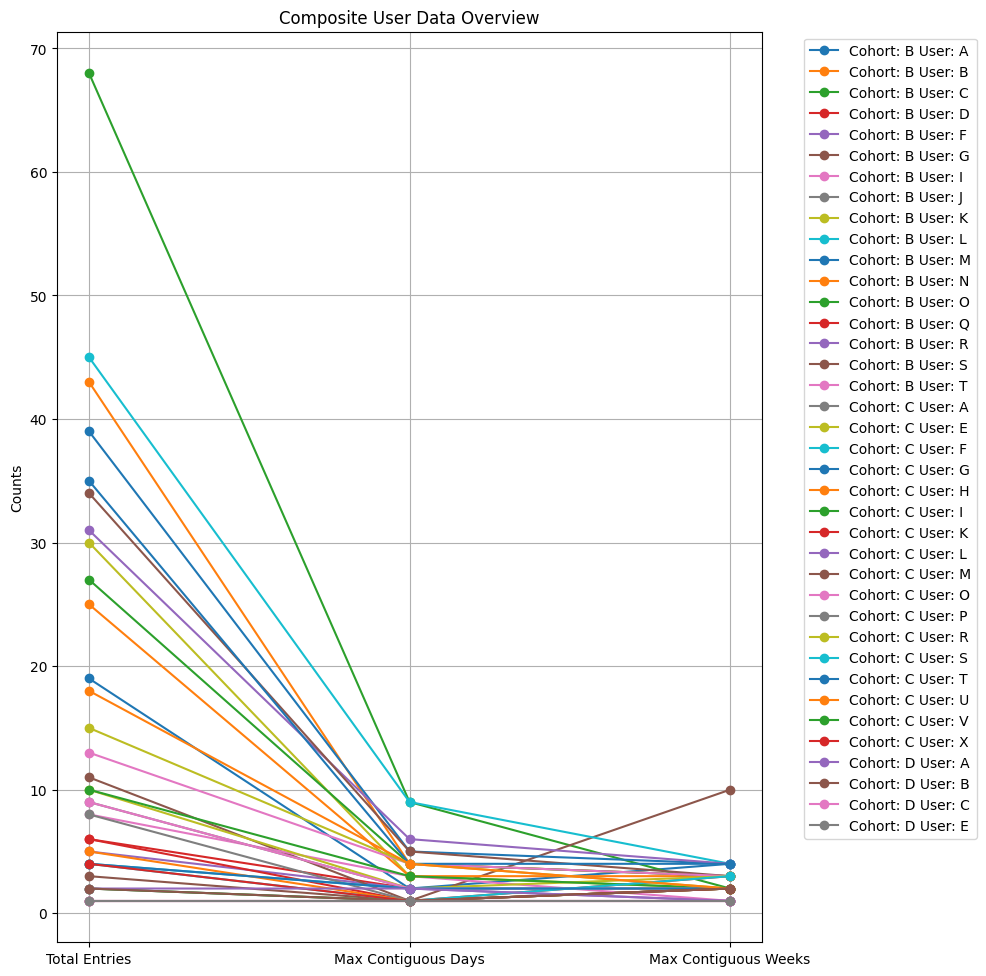 Composite User Data Overview
70
60
50
40
30
20
10
0
Counts
Total Entries
Max Contiguous Days
Max Contiguous Weeks
Cohort: B User: A
Cohort: B User: B
Cohort: B User: C
Cohort: B User: D
Cohort: B User: F
Cohort: B User: G
Cohort: B User: I
Cohort: B User: J
Cohort: B User: K
Cohort: B User: L
Cohort: B User: M
Cohort: B User: N
Cohort: B User: O
Cohort: B User: Q
Cohort: B User: R
Cohort: B User: S
Cohort: B User: T
Cohort: C User: A
Cohort: C User: E
Cohort: C User: F
Cohort: C User: G
Cohort: C User: H
Cohort: C User: I
Cohort: C User: K
Cohort: C User: L
Cohort: C User: M
Cohort: C User: O
Cohort: C User: P
Cohort: C User: R
Cohort: C User: S
Cohort: C User: T
Cohort: C User: U
Cohort: C User: V
Cohort: C User: X
Cohort: D User: A
Cohort: D User: B
Cohort: D User: C
Cohort: D User: E